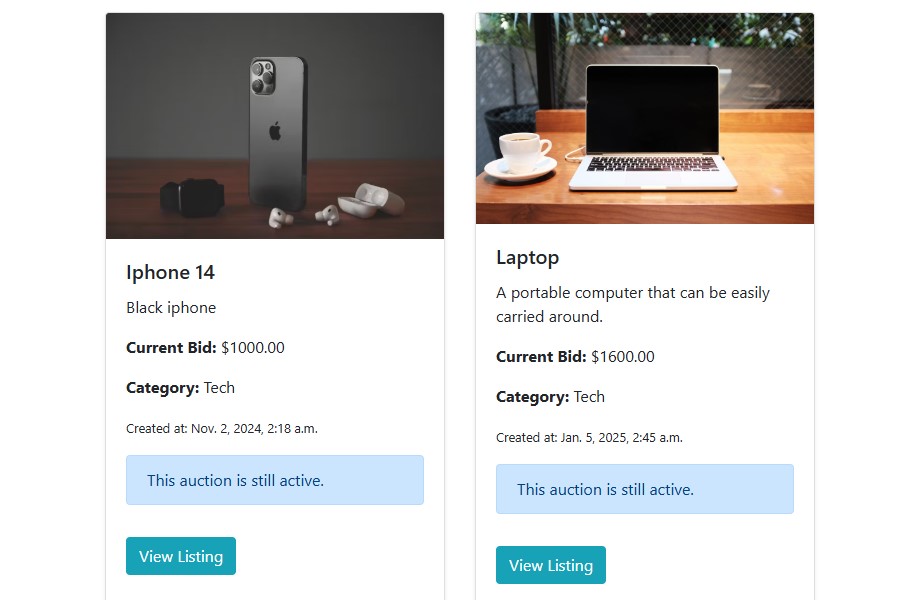 Iphone 14
Black iphone
Current Bid: $1000.00
Category: Tech
Created at: Nov. 2, 2024, 2:18 a.m.
This auction is still active.
View Listing
Laptop
A portable computer that can be easily
carried around.
Current Bid: $1600.00
Category: Tech
Created at: Jan. 5, 2025, 2:45 a.m.
This auction is still active.
View Listing